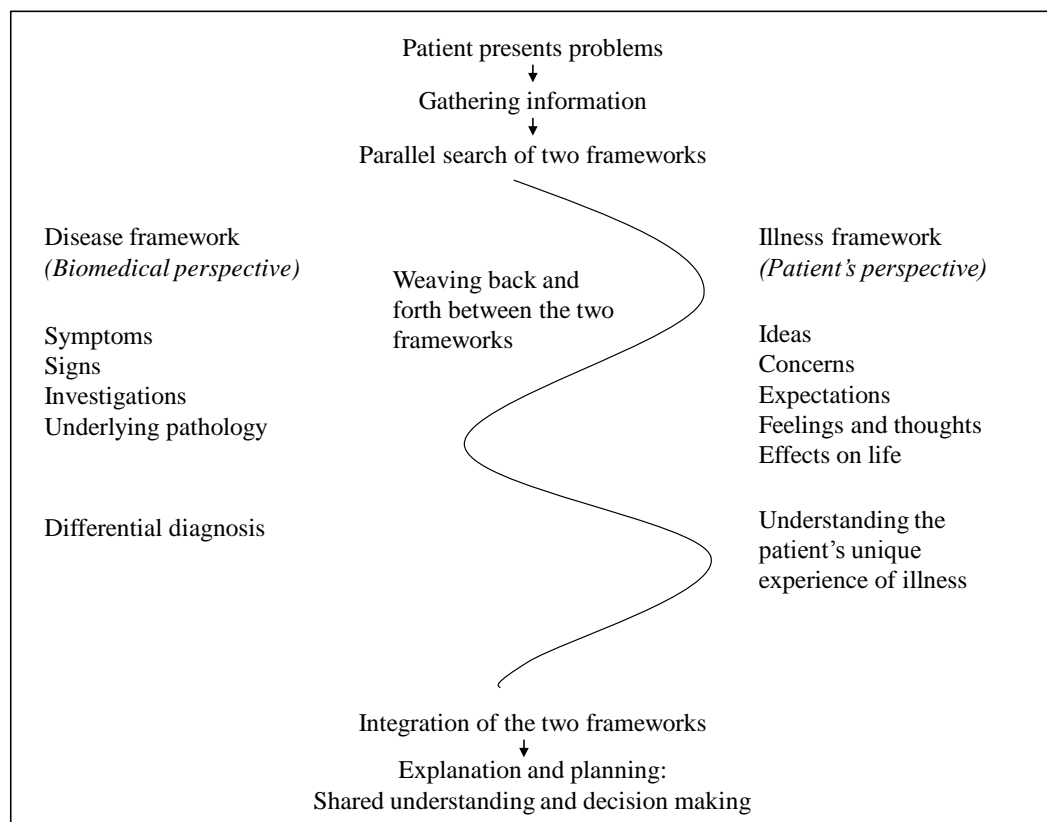 Patient presents problems
Gathering information
Parallel search of two frameworks
Disease framework
(Biomedical perspective)
Symptoms
Signs
Investigations
Underlying pathology
Differential diagnosis
Weaving back and
forth between the two
frameworks
Illness framework
(Patient’s perspective)
Ideas
Concerns
Expectations
Feelings and thoughts
Effects on life
Understanding the
patient’s unique
experience of illness
Integration of the two frameworks
Explanation and planning:
Shared understanding and decision making